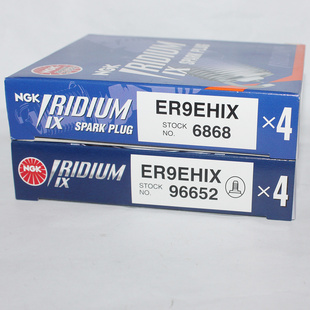 NGK IRIDIUM IX SPARK PLUG
ER9EHIX
STOCK NO. 6868
×4
NGK IRIDIUM IX
ER9EHIX
STOCK NO. 96652
×4